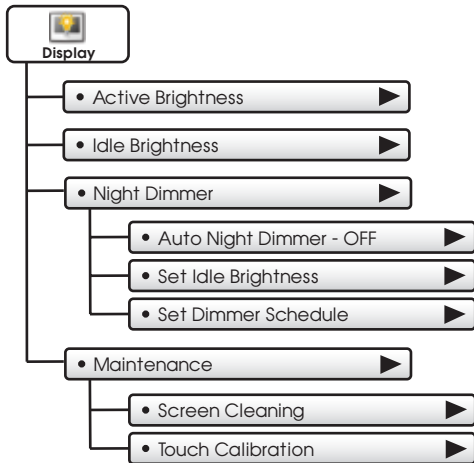 Display
• Active Brightness
• Idle Brightness
• Night Dimmer
• Auto Night Dimmer - OFF
• Set Idle Brightness
• Set Dimmer Schedule
• Maintenance
• Screen Cleaning
• Touch Calibration